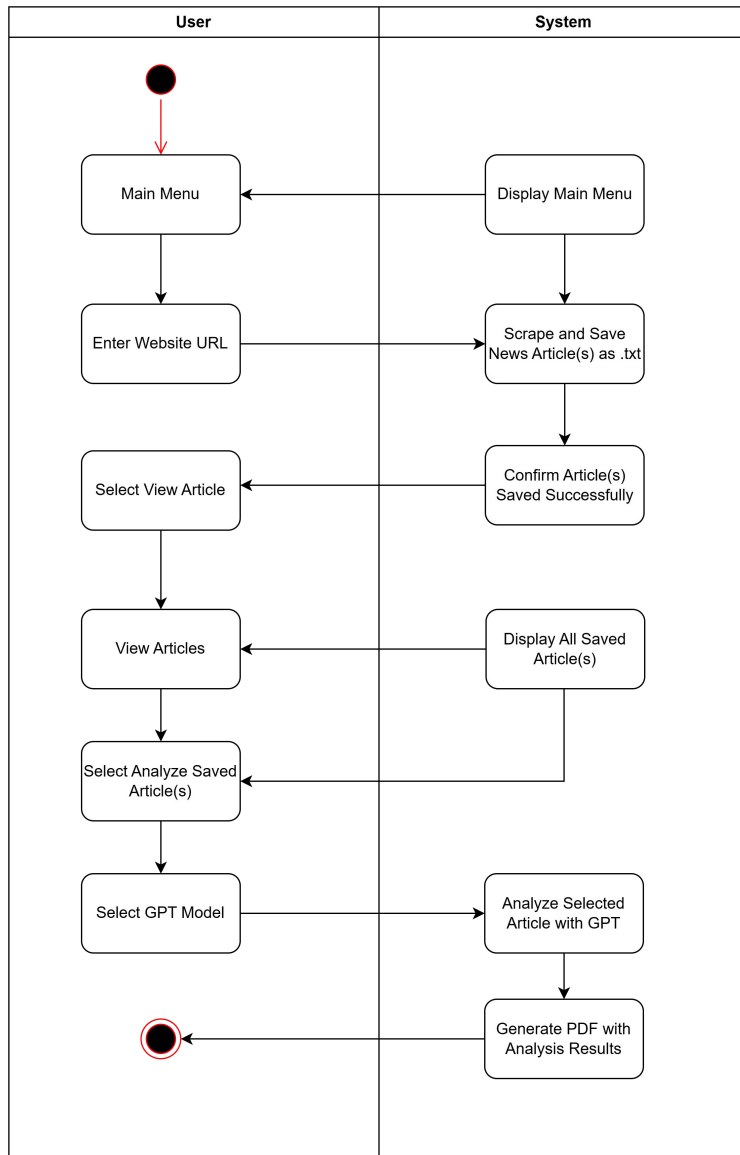 User
System
Main Menu
Display Main Menu
Enter Website URL
Scrape and Save
News Article(s) as .txt
Select View Article
Confirm Article(s)
Saved Successfully
View Articles
Display All Saved
Article(s)
Select Analyze Saved
Article(s)
Select GPT Model
Analyze Selected
Article with GPT
Generate PDF with
Analysis Results